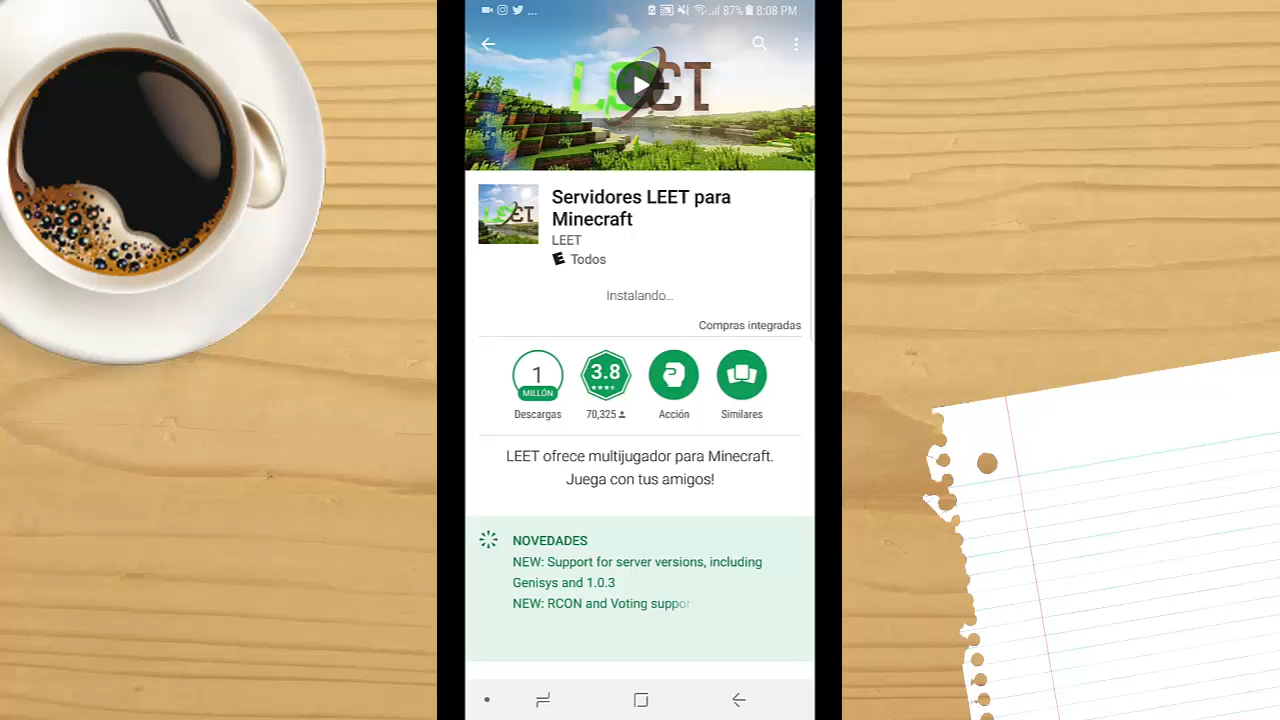 ... 87% 8:08 PM
LEET
Servidores LEET para
Minecraft
LEET
LEET
E Todos
Instalando...
Compras integradas
1
MILLÓN
3.8
Descargas
70,325
Acción
Similares
LEET ofrece multijugador para Minecraft.
Juega con tus amigos!
NOVEDADES
NEW: Support for server versions, including
Genisys and 1.0.3
NEW: RCON and Voting suppor